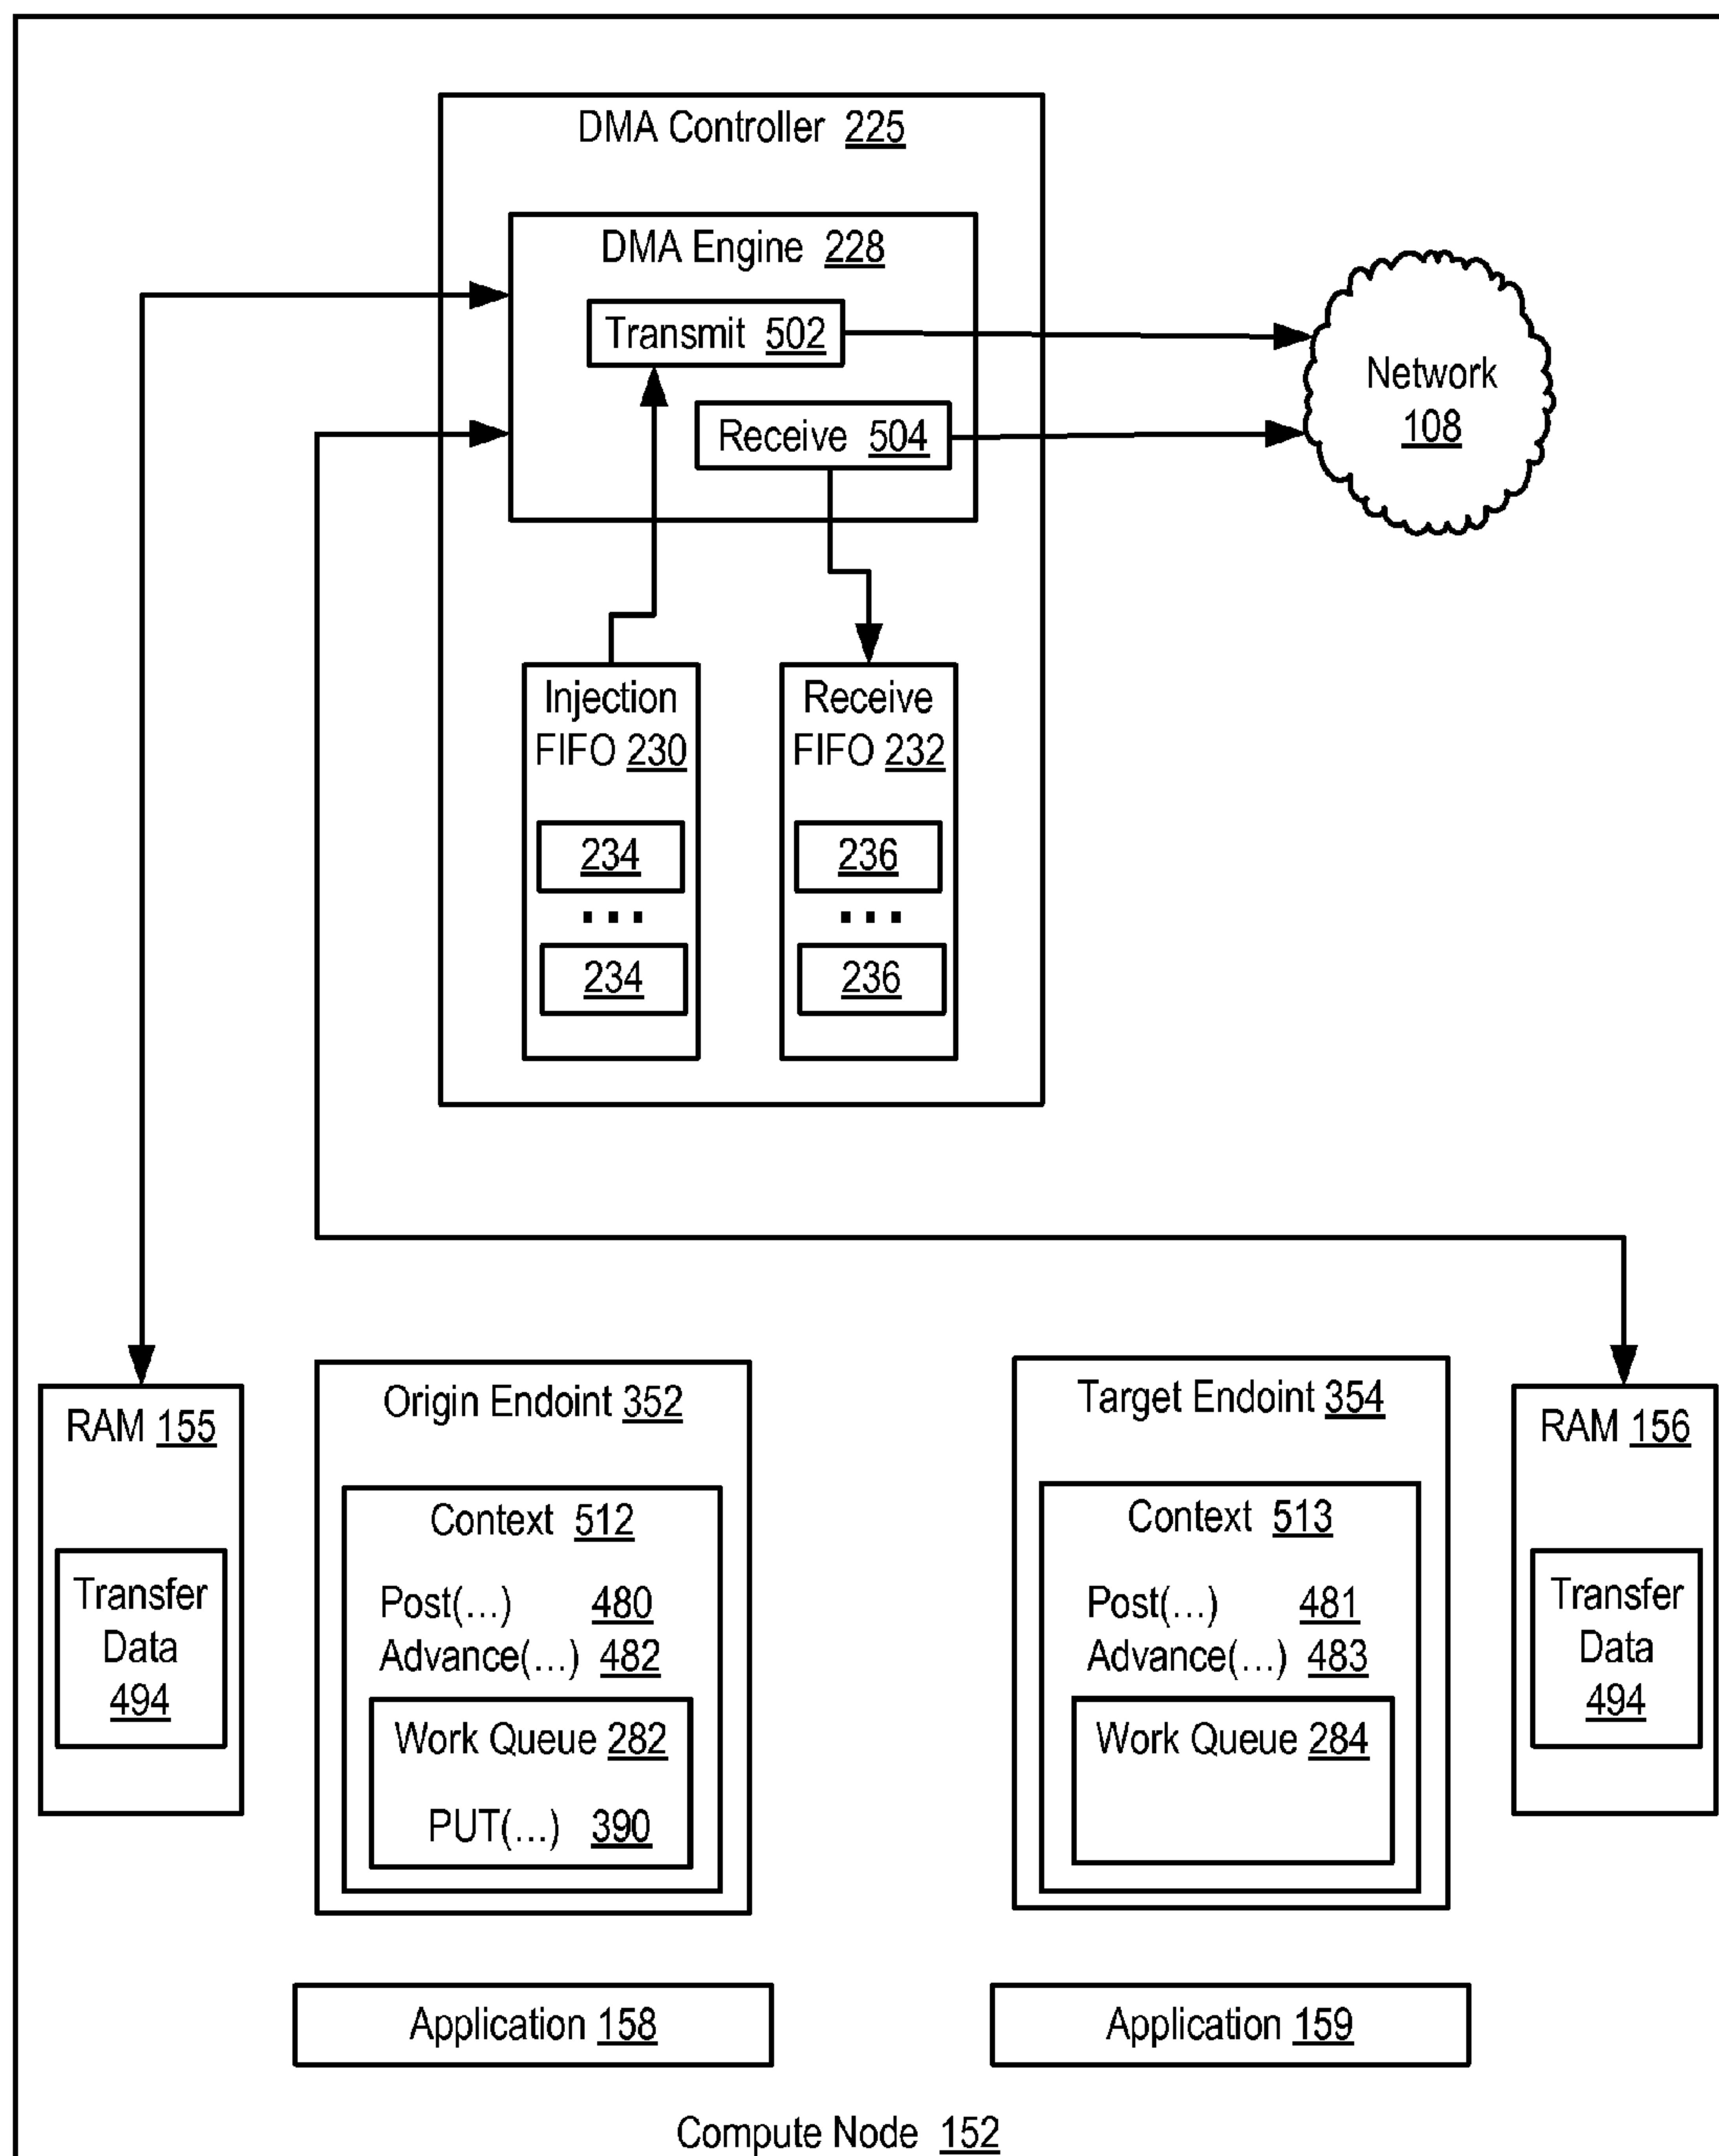 DMA Controller 225
DMA Engine 228
Transmit 502
Receive 504
Network
108
Injection
FIFO 230
234
...
234
Receive
FIFO 232
236
...
236
RAM 155
Transfer
Data
494
Origin Endoint 352
Context 512
Post(...) 480
Advance(...) 482
Work Queue 282
PUT(...) 390
Target Endoint 354
Context 513
Post(...) 481
Advance(...) 483
Work Queue 284
RAM 156
Transfer
Data
494
Application 158
Application 159
Compute Node 152